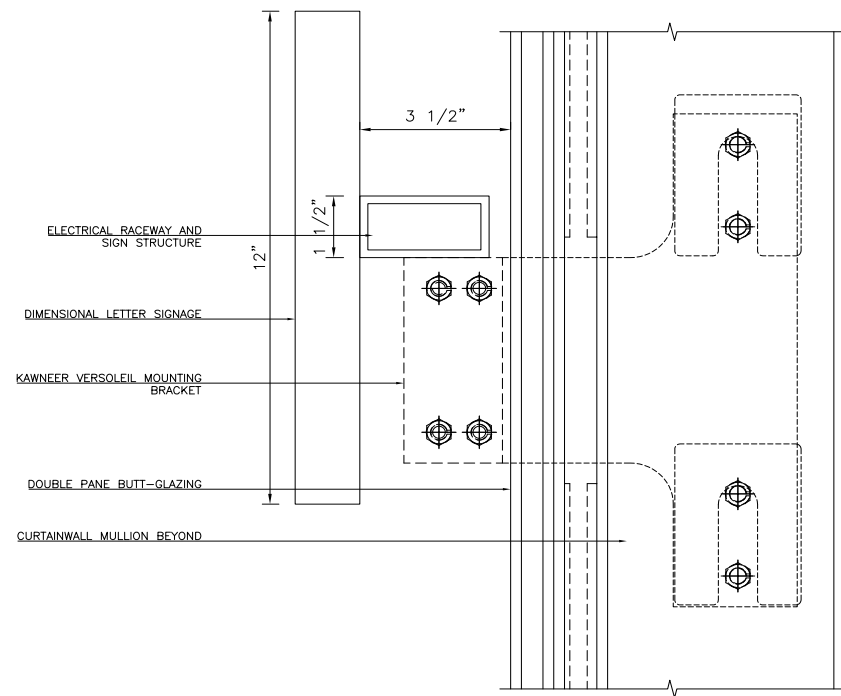 3 1/2"
1 1/2"
12"
ELECTRICAL RACEWAY AND
SIGN STRUCTURE
DIMENSIONAL LETTER SIGNAGE
KAWNEER VERSOLEIL MOUNTING
BRACKET
DOUBLE PANE BUTT-GLAZING
CURTAINWALL MULLION BEYOND